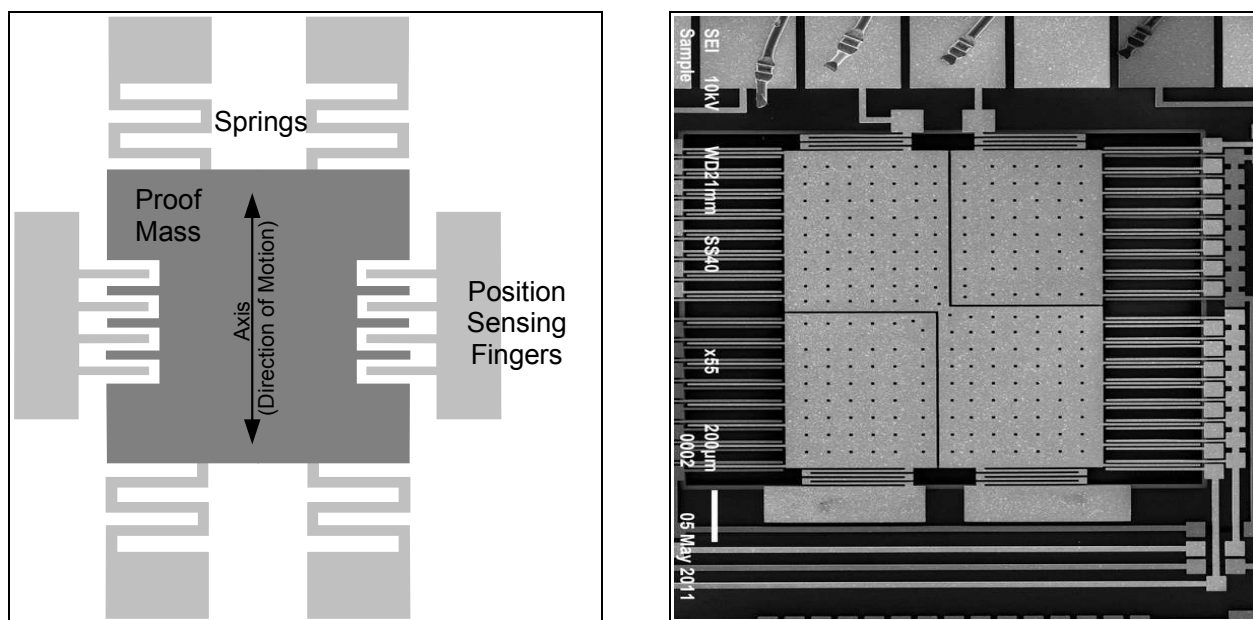 Springs
Proof
Mass
Axis
(Direction of Motion)
Position
Sensing
Fingers
SEI 10kV WD21mm SS40 x55 200µm 05 May 2011
Sample 0002